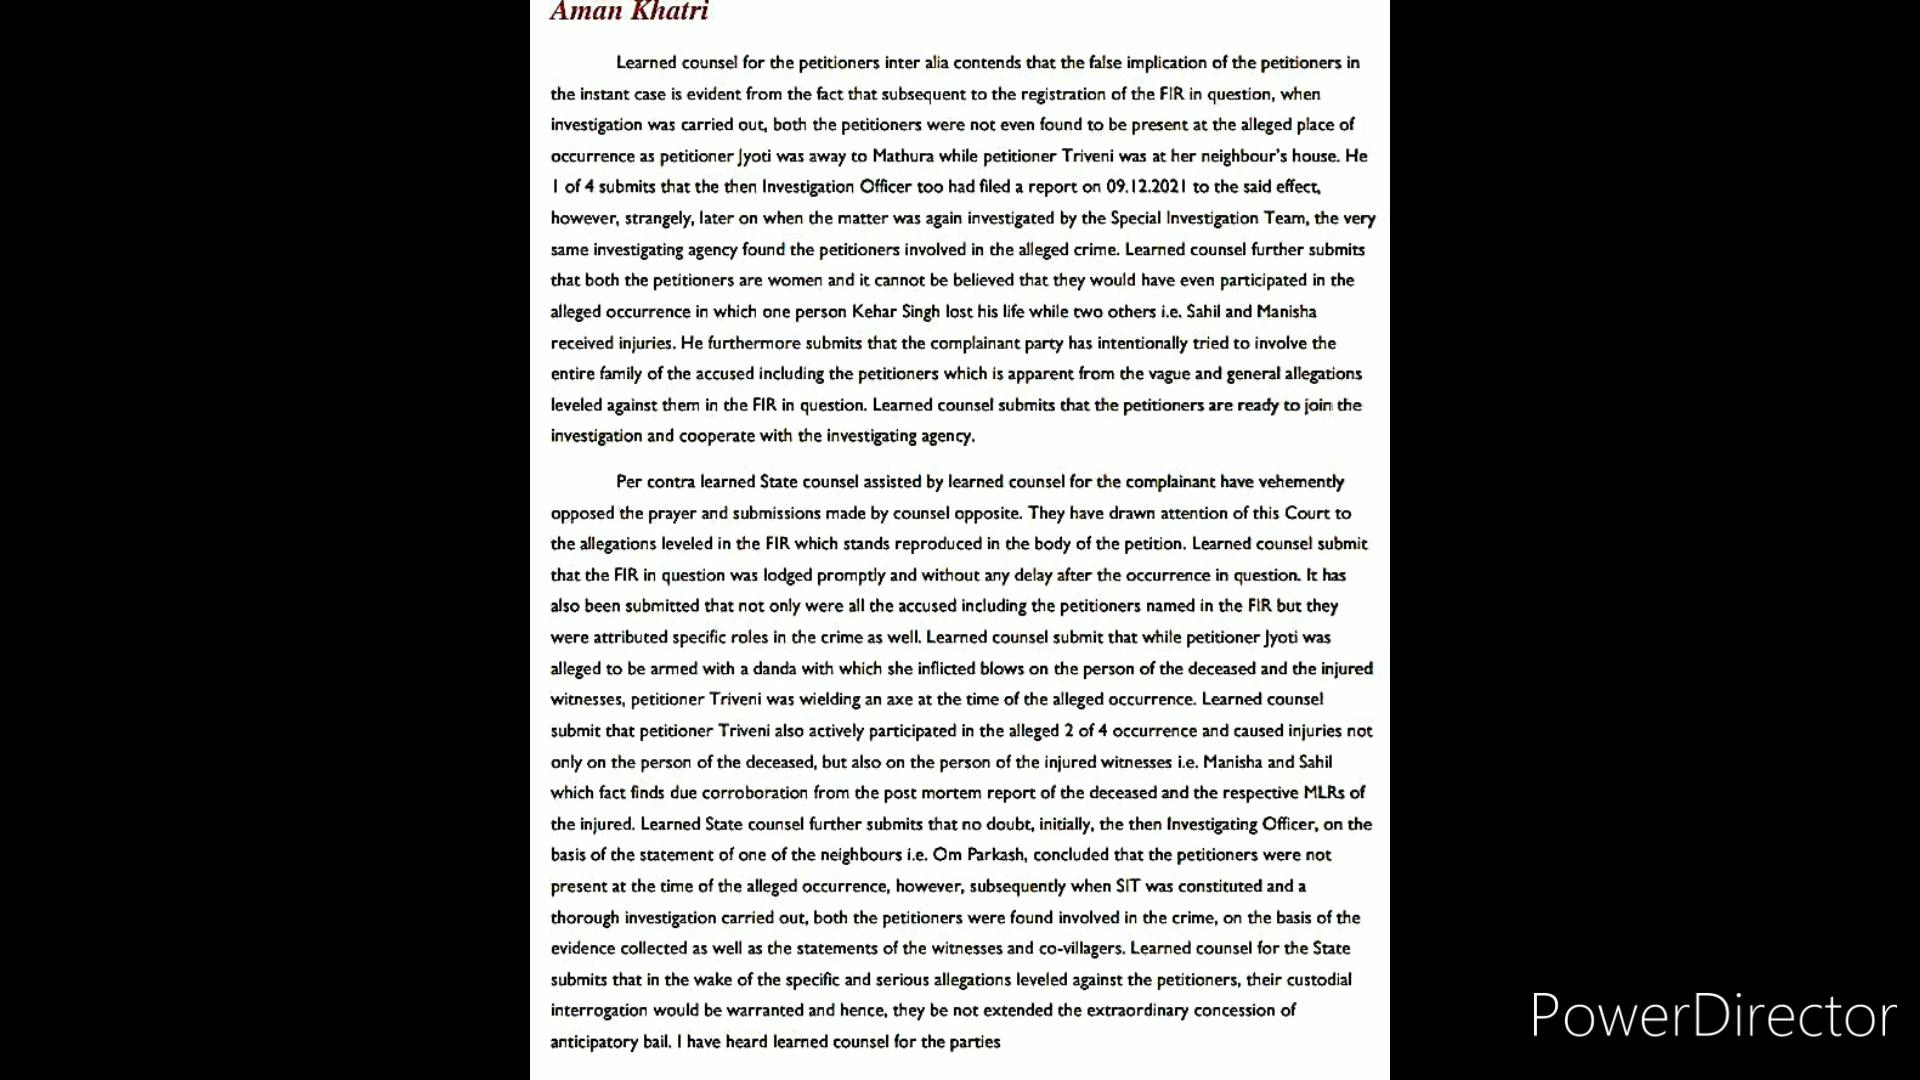 Aman Khatri
Learned counsel for the petitioners inter alia contends that the false implication of the petitioners in
the instant case is evident from the fact that subsequent to the registration of the FIR in question, when
investigation was carried out, both the petitioners were not even found to be present at the alleged place of
occurrence as petitioner Jyoti was away to Mathura while petitioner Triveni was at her neighbour's house. He
1 of 4 submits that the then Investigation Officer too had filed a report on 09.12.2021 to the said effect,
however, strangely, later on when the matter was again investigated by the Special Investigation Team, the very
same investigating agency found the petitioners involved in the alleged crime. Learned counsel further submits
that both the petitioners are women and it cannot be believed that they would have even participated in the
alleged occurrence in which one person Kehar Singh lost his life while two others i.e. Sahil and Manisha
received injuries. He furthermore submits that the complainant party has intentionally tried to involve the
entire family of the accused including the petitioners which is apparent from the vague and general allegations
leveled against them in the FIR in question. Learned counsel submits that the petitioners are ready to join the
investigation and cooperate with the investigating agency.
Per contra learned State counsel assisted by learned counsel for the complainant have vehemently
opposed the prayer and submissions made by counsel opposite. They have drawn attention of this Court to
the allegations leveled in the FIR which stands reproduced in the body of the petition. Learned counsel submit
that the FIR in question was lodged promptly and without any delay after the occurrence in question. It has
also been submitted that not only were all the accused including the petitioners named in the FIR but they
were attributed specific roles in the crime as well. Learned counsel submit that while petitioner Jyoti was
alleged to be armed with a danda with which she inflicted blows on the person of the deceased and the injured
witnesses, petitioner Triveni was wielding an axe at the time of the alleged occurrence. Learned counsel
submit that petitioner Triveni also actively participated in the alleged 2 of 4 occurrence and caused injuries not
only on the person of the deceased, but also on the person of the injured witnesses i.e. Manisha and Sahil
which fact finds due corroboration from the post mortem report of the deceased and the respective MLRs of
the injured. Learned State counsel further submits that no doubt, initially, the then Investigating Officer, on the
basis of the statement of one of the neighbours i.e. Om Parkash, concluded that the petitioners were not
present at the time of the alleged occurrence, however, subsequently when SIT was constituted and a
thorough investigation carried out, both the petitioners were found involved in the crime, on the basis of the
evidence collected as well as the statements of the witnesses and co-villagers. Learned counsel for the State
submits that in the wake of the specific and serious allegations leveled against the petitioners, their custodial
interrogation would be warranted and hence, they be not extended the extraordinary concession of
anticipatory bail. I have heard learned counsel for the parties
PowerDirector